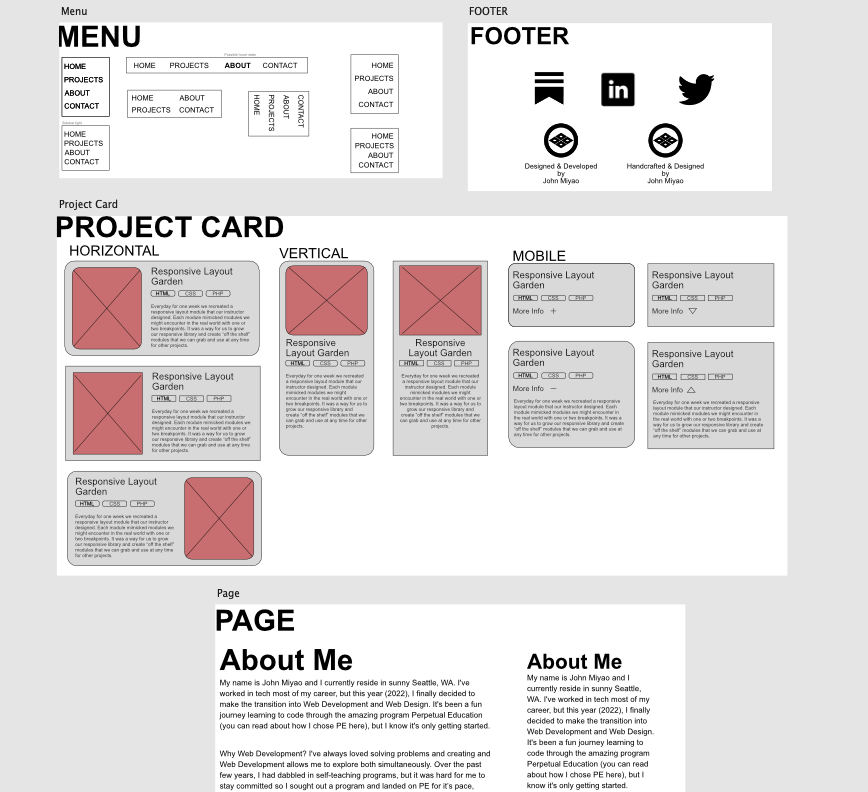 Menu
MENU
HOME
PROJECTS
ABOUT
CONTACT
HOME
PROJECTS
ABOUT
CONTACT
HOME PROJECTS ABOUT CONTACT
HOME ABOUT
PROJECTS CONTACT
HOME
PROJECTS
ABOUT
CONTACT
HOME
PROJECTS
ABOUT
CONTACT
HOME
PROJECTS
ABOUT
CONTACT
FOOTER
FOOTER
in
Designed & Developed
by
John Miyao
Handcrafted & Designed
by
John Miyao
Project Card
PROJECT CARD
HORIZONTAL
Responsive Layout
Garden
HTML CSS PHP
Everyday for one week we recreated a
responsive layout module that our instructor
designed. Each module mimicked modules we
might encounter in the real world with one or
two breakpoints. It was a way for us to grow
our responsive library and create "off the shelf"
modules that we can grab and use at any time
for other projects.
Responsive Layout
Garden
HTML CSS PHP
Everyday for one week we recreated a
responsive layout module that our instructor
designed. Each module mimicked modules we
might encounter in the real world with one or
two breakpoints. It was a way for us to grow
our responsive library and create "off the shelf"
modules that we can grab and use at any time
for other projects.
Responsive Layout
Garden
HTML CSS PHP
Everyday for one week we recreated a
responsive layout module that our instructor
designed. Each module mimicked modules we
might encounter in the real world with one or
two breakpoints. It was a way for us to grow
our responsive library and create "off the shelf"
modules that we can grab and use at any time
for other projects.
VERTICAL
Responsive
Layout Garden
HTML CSS PHP
Everyday for one week we recreated a
responsive layout module that our
instructor designed. Each module
mimicked modules we might
encounter in the real world with one or
two breakpoints. It was a way for us to
grow our responsive library and create
"off the shelf" modules that we can
grab and use at any time for other
projects.
Responsive
Layout Garden
HTML CSS PHP
Everyday for one week we recreated a
responsive layout module that our
instructor designed. Each module
mimicked modules we might
encounter in the real world with one or
two breakpoints. It was a way for us to
grow our responsive library and
create "off the shelf" modules that we
can grab and use at any time for other
projects.
MOBILE
Responsive Layout
Garden
HTML CSS PHP
More Info +
Responsive Layout
Garden
HTML CSS PHP
More Info
Responsive Layout
Garden
HTML CSS PHP
More Info −
Everyday for one week we recreated a responsive
layout module that our instructor designed. Each
module mimicked modules we might encounter in
the real world with one or two breakpoints. It was a
way for us to grow our responsive library and create
"off the shelf" modules that we can grab and use at
any time for other projects.
Responsive Layout
Garden
HTML CSS PHP
More Info
Everyday for one week we recreated a responsive
layout module that our instructor designed. Each
module mimicked modules we might encounter in
the real world with one or two breakpoints. It was a
way for us to grow our responsive library and create
"off the shelf" modules that we can grab and use at
any time for other projects.
Page
PAGE
About Me
My name is John Miyao and I currently reside in sunny Seattle, WA. I've
worked in tech most of my career, but this year (2022), I finally decided to
make the transition into Web Development and Web Design. It's been a fun
journey learning to code through the amazing program Perpetual Education
(you can read about how I chose PE here), but I know it's only getting started.
Why Web Development? I've always loved solving problems and creating and
Web Development allows me to explore both simultaneously. Over the past
few years, I had dabbled in self-teaching programs, but it was hard for me to
stay committed so I sought out a program and landed on PE for it's pace,
About Me
My name is John Miyao and I
currently reside in sunny Seattle,
WA. I've worked in tech most of my
career, but this year (2022), I finally
decided to make the transition into
Web Development and Web Design.
It's been a fun journey learning to
code through the amazing program
Perpetual Education (you can read
about how I chose PE here), but I
know it's only getting started.